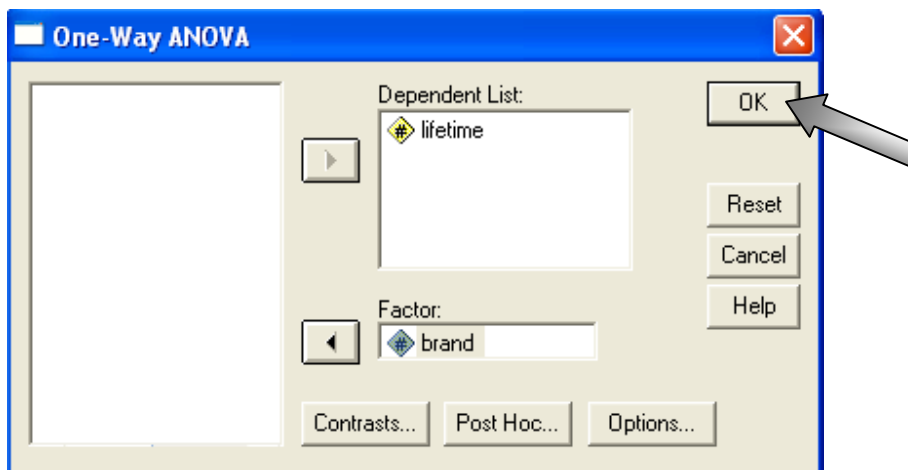 One-Way ANOVA
Dependent List:
# lifetime
OK
Reset
Cancel
Help
Factor:
# brand
Contrasts...
Post Hoc...
Options...